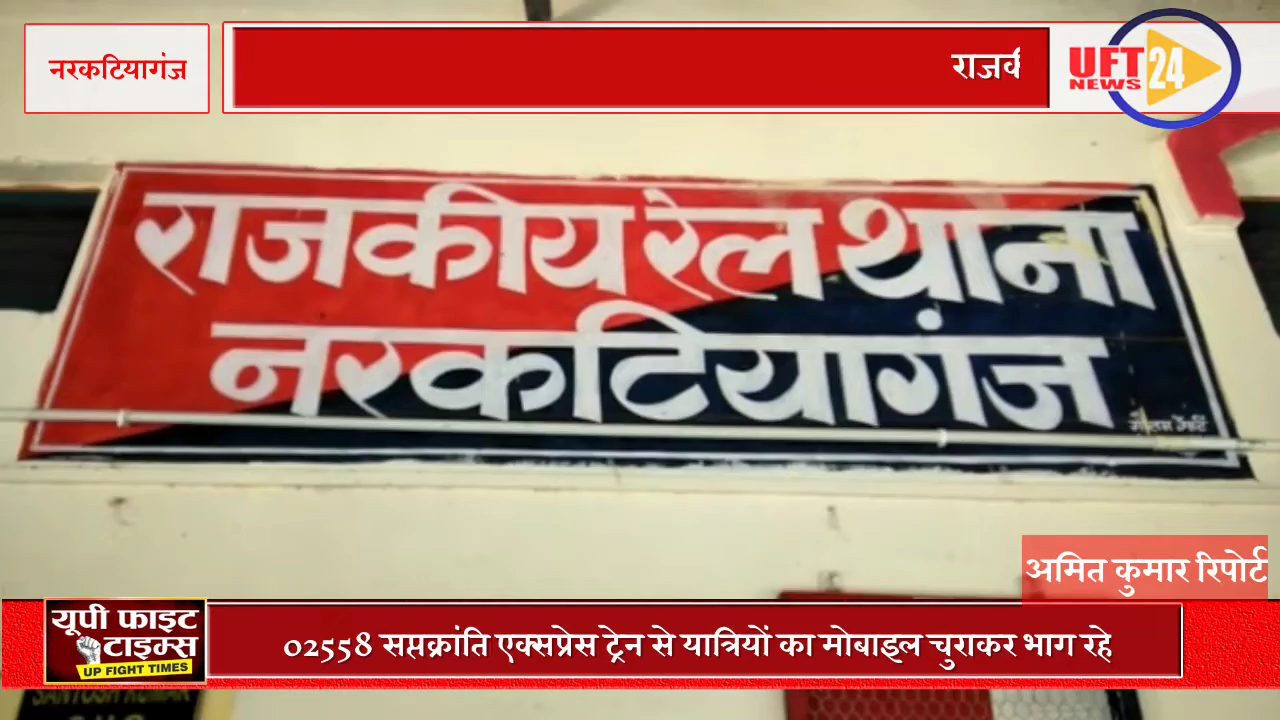 नरकटियागंज
UFT 24
NEWS
राजकीय रेल थाना
नरकटियागंज
अमित कुमार रिपोर्ट
यूपी फाइट
टाइम्स
UP FIGHT TIMES
02558 सप्तक्रांति एक्सप्रेस ट्रेन से यात्रियों का मोबाइल चुराकर भाग रहे